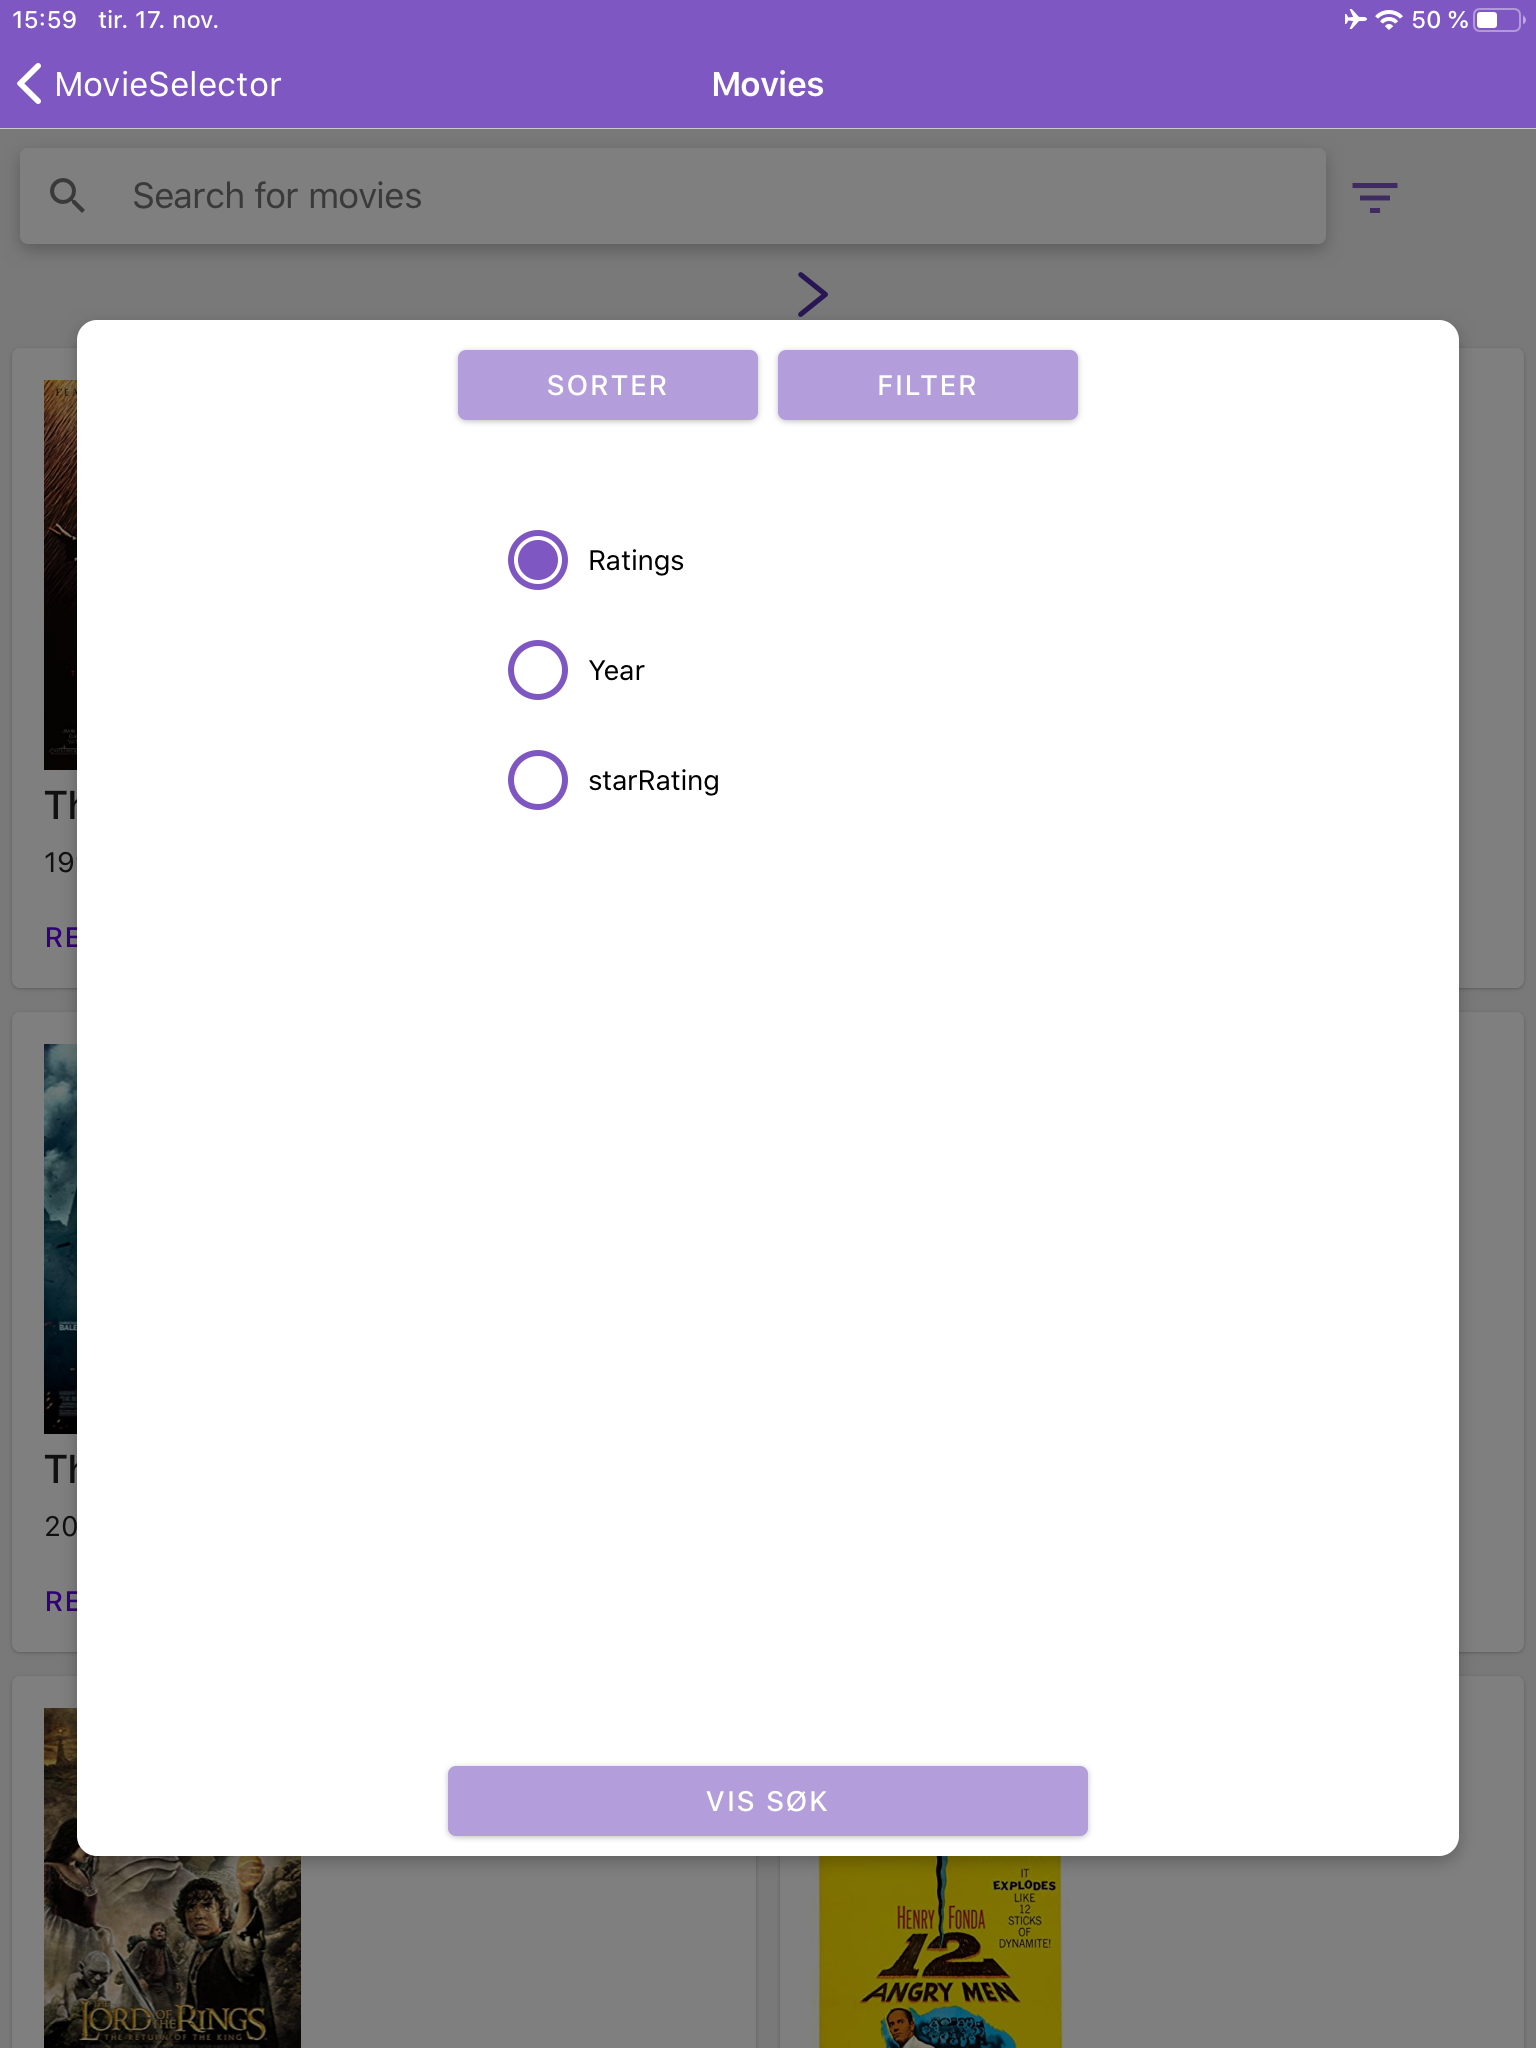 15:59 tir. 17. nov.
50 %
MovieSelector
Movies
Search for movies
SORTER
FILTER
Ratings
Year
starRating
Th
19
RE
BALE
Th
20
RE
VIS SØK
THE LORD OF THE RINGS
THE RETURN OF THE KING
IT
EXPLODES
LIKE
12
STICKS
OF
DYNAMITE!
HENRY FONDA
12
ANGRY MEN